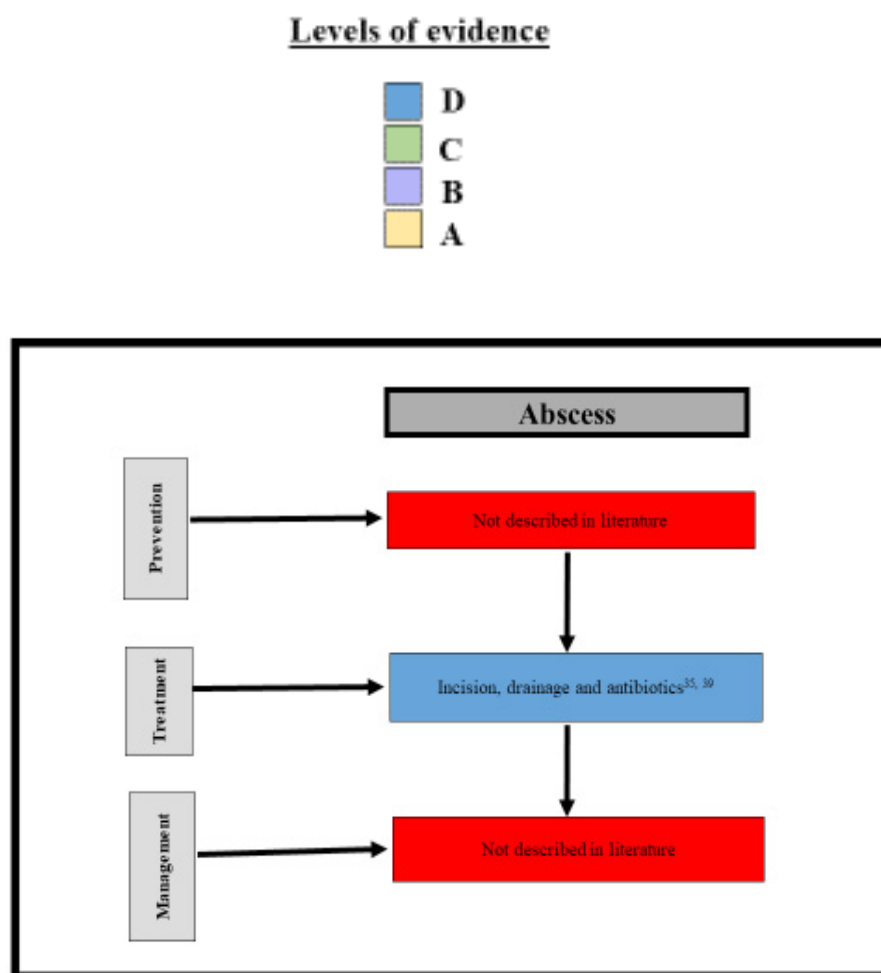 Levels of evidence
D
C
B
A
Abscess
Prevention
Not described in literature
Treatment
Incision, drainage and antibiotics35, 39
Management
Not described in literature